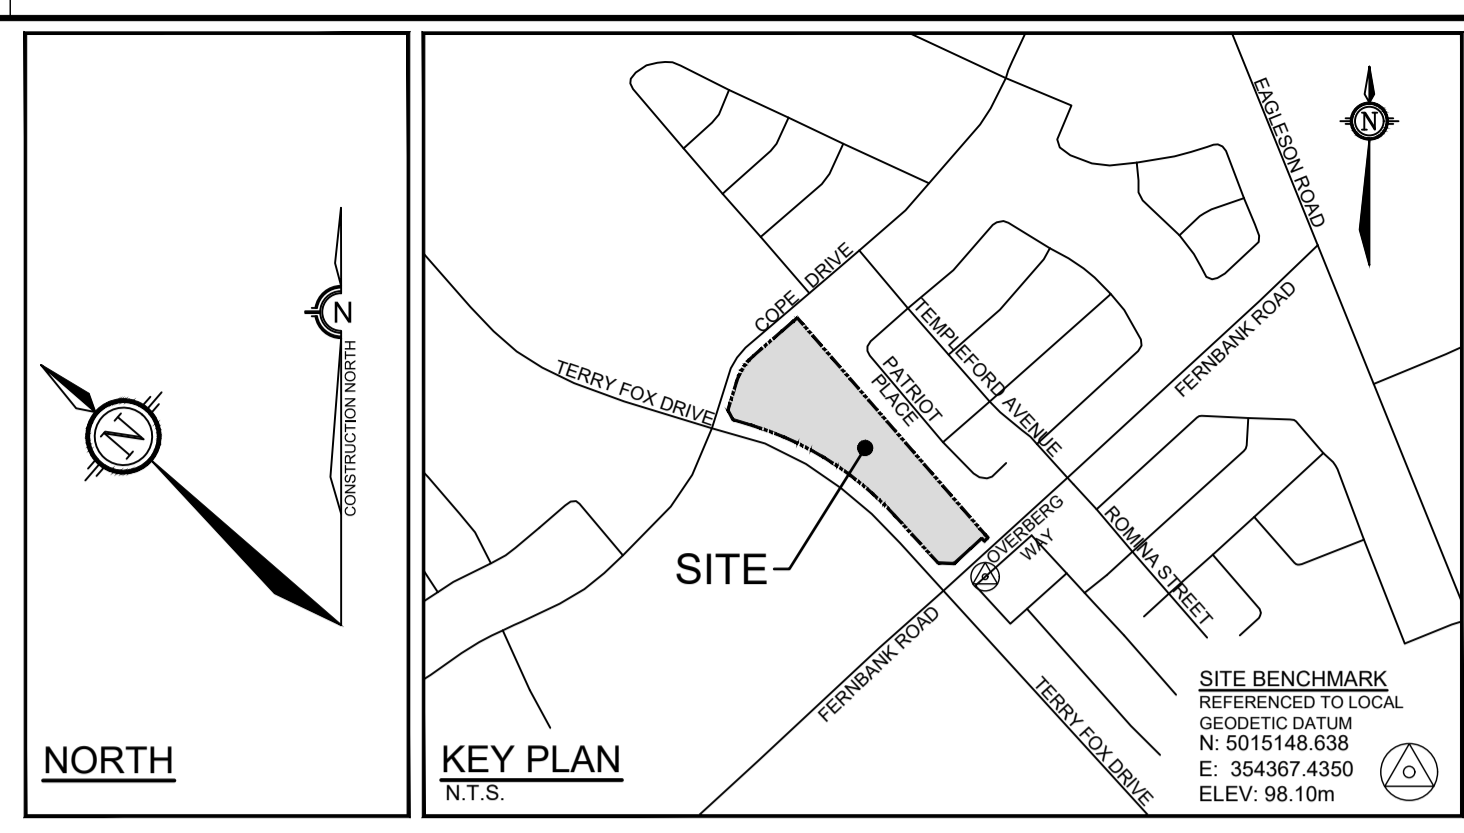 N
N
CONSTRUCTION NORTH
NORTH
N
EAGLESON ROAD
COPE DRIVE
TERRY FOX DRIVE
TEMPLEFORD AVENUE
PATRIOT
PLACE
FERNBANK ROAD
SITE
OVERBERG
WAY
ROMINA STREET
FERNBANK ROAD
TERRY FOX DRIVE
KEY PLAN
N.T.S.
SITE BENCHMARK
REFERENCED TO LOCAL
GEODETIC DATUM
N: 5015148.638
E: 354367.4350
ELEV: 98.10m